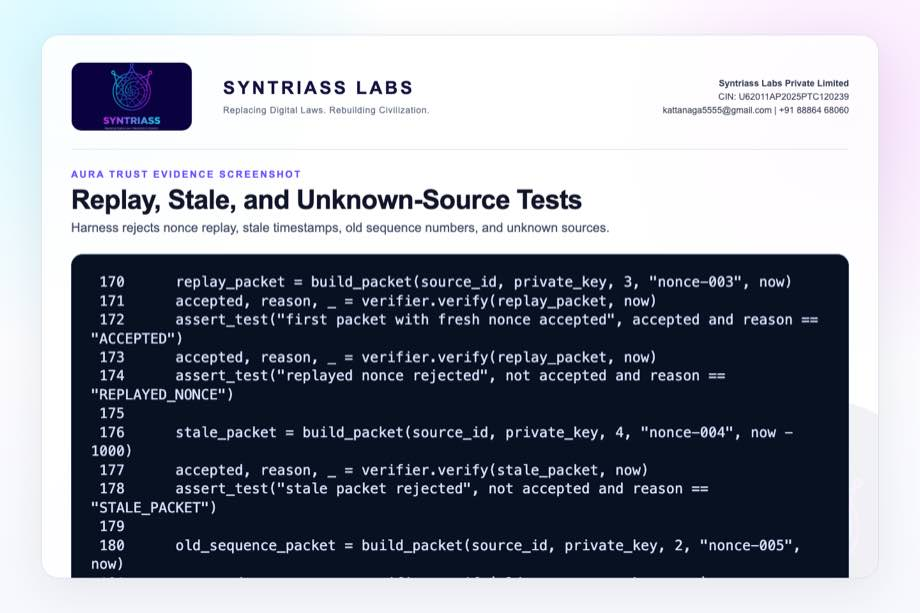 SYNTRIASS
SYNTRIASS LABS
Replacing Digital Laws. Rebuilding Civilization.
Syntriass Labs Private Limited
CIN: U62011AP2025PTC120239
kattanaga5555@gmail.com | +91 88864 68060
AURA TRUST EVIDENCE SCREENSHOT
Replay, Stale, and Unknown-Source Tests
Harness rejects nonce replay, stale timestamps, old sequence numbers, and unknown sources.
170 replay_packet = build_packet(source_id, private_key, 3, "nonce-003", now)
171 accepted, reason, _ = verifier.verify(replay_packet, now)
172 assert_test("first packet with fresh nonce accepted", accepted and reason ==
"ACCEPTED")
173 accepted, reason, _ = verifier.verify(replay_packet, now)
174 assert_test("replayed nonce rejected", not accepted and reason ==
"REPLAYED_NONCE")
175
176 stale_packet = build_packet(source_id, private_key, 4, "nonce-004", now -
1000)
177 accepted, reason, _ = verifier.verify(stale_packet, now)
178 assert_test("stale packet rejected", not accepted and reason ==
"STALE_PACKET")
179
180 old_sequence_packet = build_packet(source_id, private_key, 2, "nonce-005",
now)